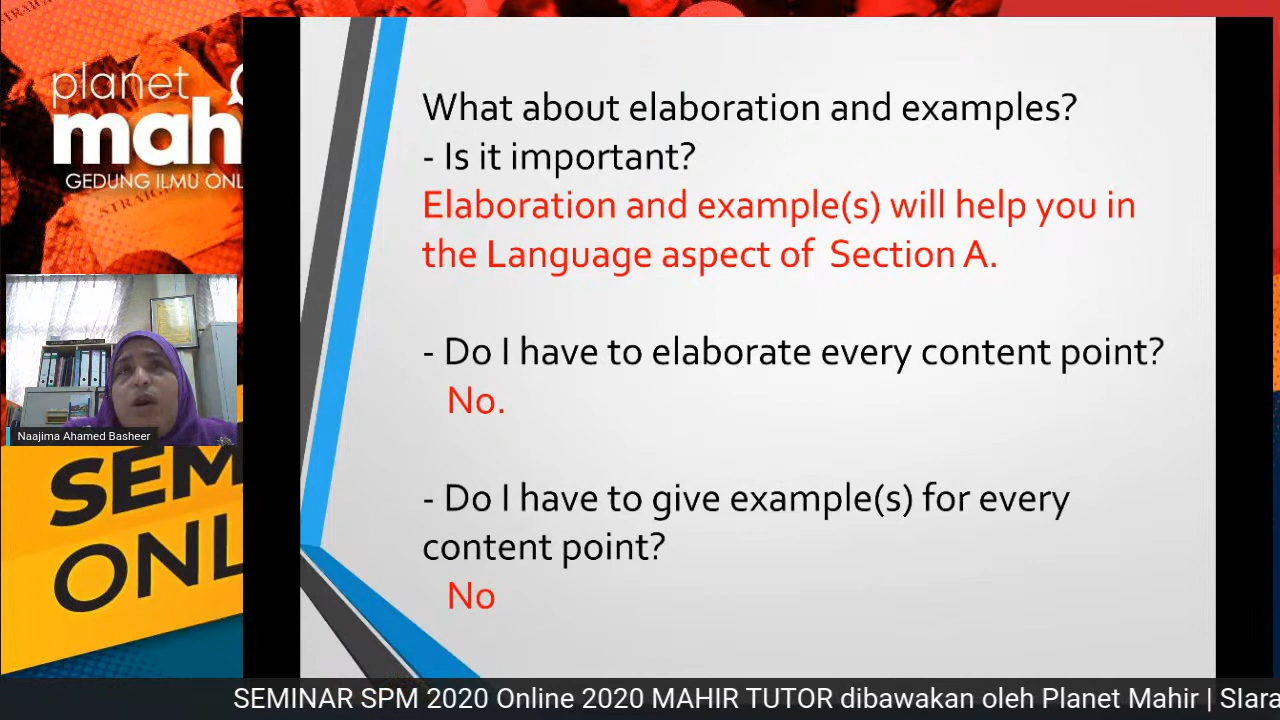 planet
mah
GEDUNG ILMU ONL
STRAIG
Naajima Ahamed Basheer
SEM
ONL
What about elaboration and examples?
- Is it important?
Elaboration and example(s) will help you in
the Language aspect of Section A.
- Do I have to elaborate every content point?
No.
- Do I have to give example(s) for every
content point?
No
SEMINAR SPM 2020 Online 2020 MAHIR TUTOR dibawakan oleh Planet Mahir | Slara